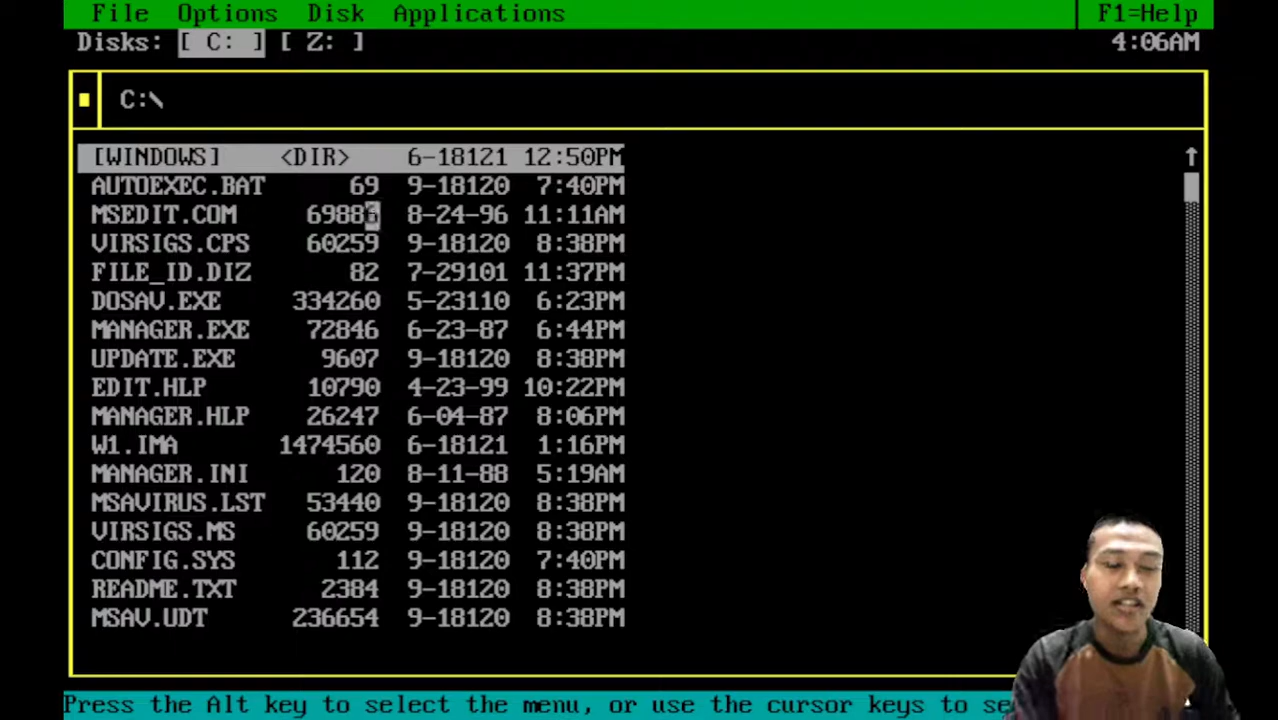 File Options Disk Applications F1=Help
Disks: [ C: ] [ Z: ] 4:06AM
C:\
[WINDOWS] <DIR> 6-18121 12:50PM
AUTOEXEC.BAT 69 9-18120 7:40PM
MSEDIT.COM 69886 8-24-96 11:11AM
VIRSIGS.CPS 60259 9-18120 8:38PM
FILE_ID.DIZ 82 7-29101 11:37PM
DOSAV.EXE 334260 5-23110 6:23PM
MANAGER.EXE 72846 6-23-87 6:44PM
UPDATE.EXE 9607 9-18120 8:38PM
EDIT.HLP 10790 4-23-99 10:22PM
MANAGER.HLP 26247 6-04-87 8:06PM
W1.IMA 1474560 6-18121 1:16PM
MANAGER.INI 120 8-11-88 5:19AM
MSAVIRUS.LST 53440 9-18120 8:38PM
VIRSIGS.MS 60259 9-18120 8:38PM
CONFIG.SYS 112 9-18120 7:40PM
README.TXT 2384 9-18120 8:38PM
MSAV.UDT 236654 9-18120 8:38PM
Press the Alt key to select the menu, or use the cursor keys to se